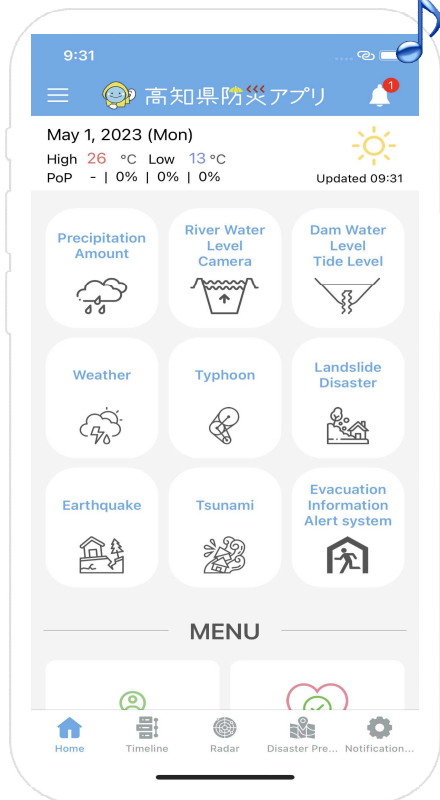 9:31
高知県防災アプリ
1
May 1, 2023 (Mon)
High 26 °C Low 13 °C
PoP - | 0% | 0% | 0%
Updated 09:31
Precipitation
Amount
River Water
Level
Camera
Dam Water
Level
Tide Level
Weather
Typhoon
Landslide
Disaster
Earthquake
Tsunami
Evacuation
Information
Alert system
MENU
Home
Timeline
Radar
Disaster Pre...
Notification...